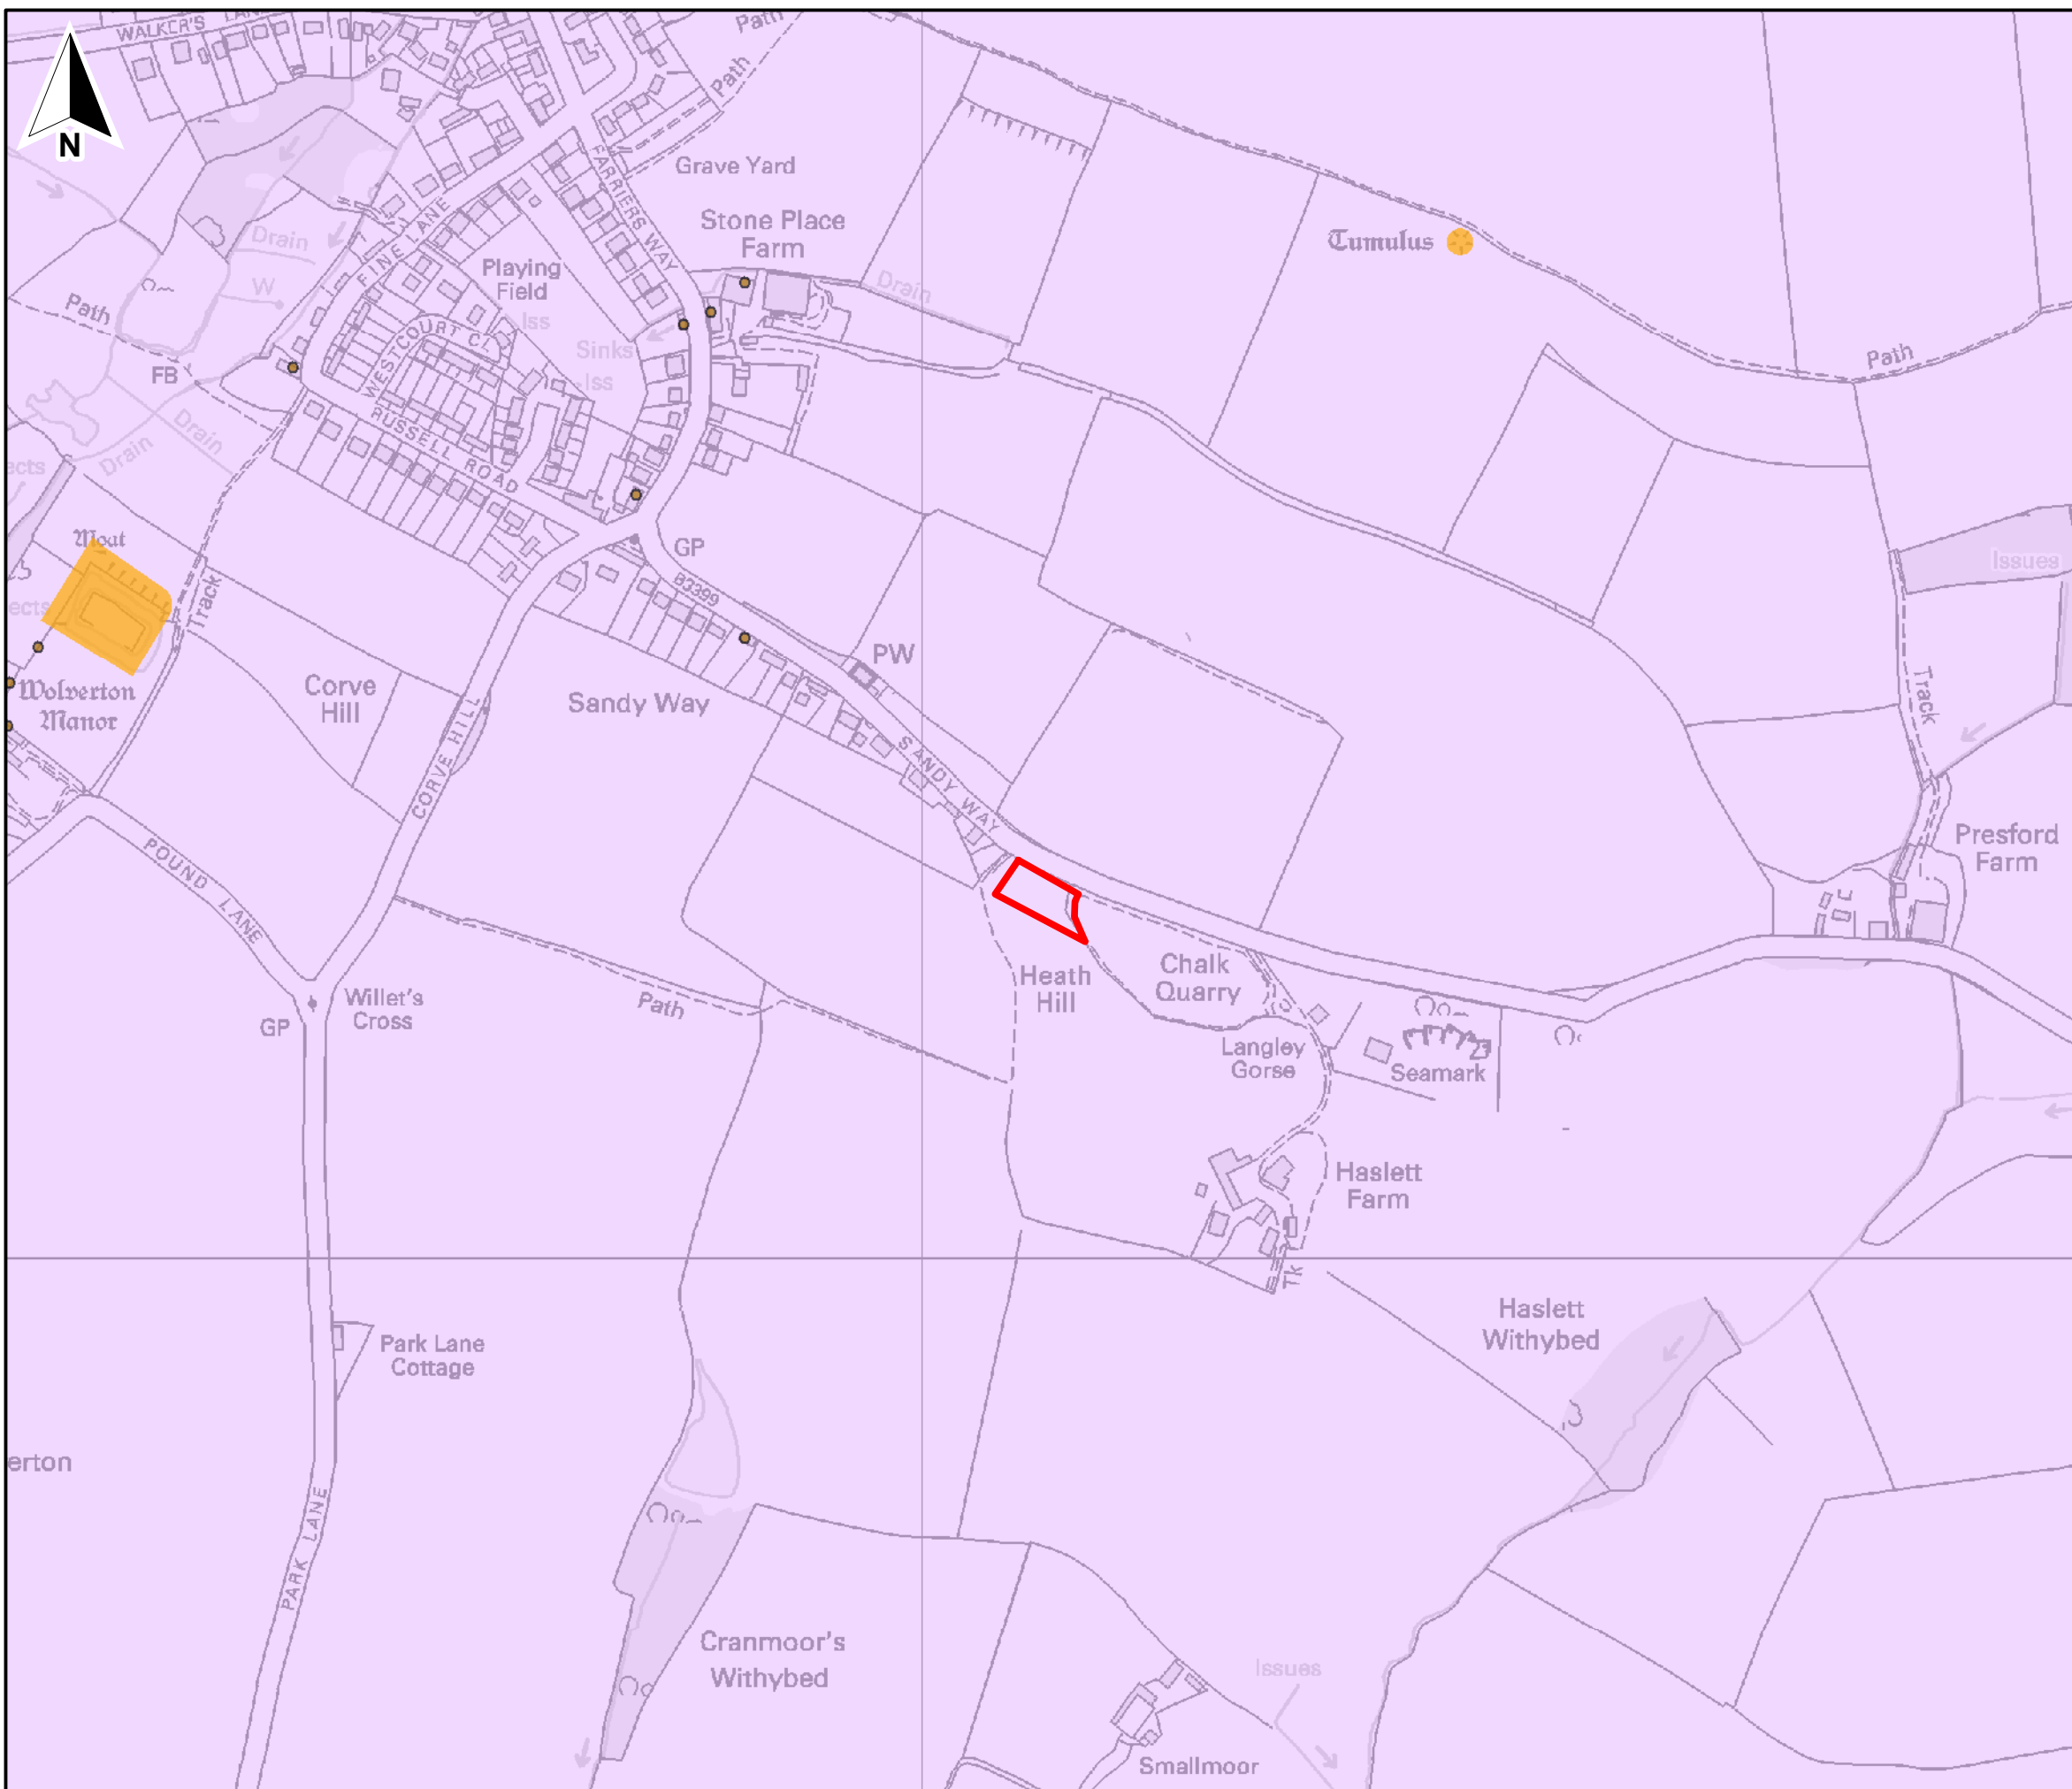 WALKER'S LANE
Path
N
Path
Grave Yard
FARRIERS WAY
FINE LANE
Stone Place
Farm
Tumulus
Drain
Playing
Field
W
Drain
Path
Iss
WESTCOURT CL
Sinks
Iss
Path
FB
RUSSELL ROAD
Drain
Drain
ects
Moat
GP
Issues
B3399
Track
ects
PW
Track
Wolverton
Manor
Corve
Hill
Sandy Way
CORVE HILL
SANDY WAY
Presford
Farm
POUND LANE
Chalk
Quarry
Heath
Hill
Willet's
Cross
GP
Path
Langley
Gorse
Seamark
Haslett
Farm
Tk
Haslett
Withybed
Park Lane
Cottage
erton
PARK LANE
Cranmoor's
Withybed
Issues
Smallmoor